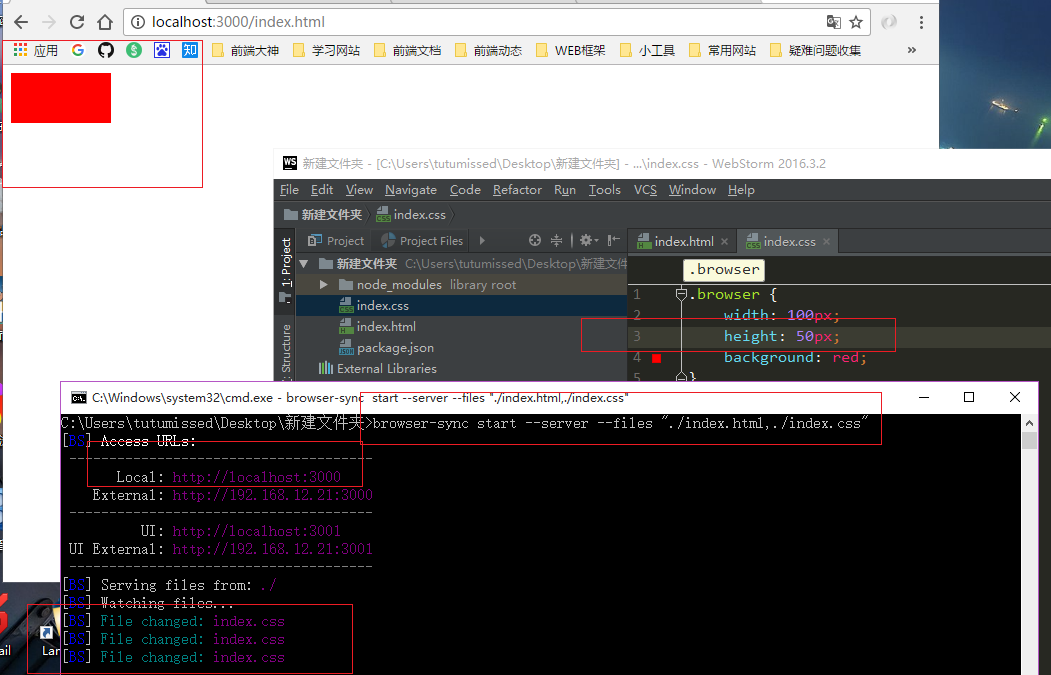 localhost:3000/index.html
应用 前端大神 学习网站 前端文档 前端动态 WEB框架 小工具 常用网站 疑难问题收集 »
知
WS 新建文件夹 - [C:\Users\tutumissed\Desktop\新建文件夹] - ...\index.css - WebStorm 2016.3.2
File Edit View Navigate Code Refactor Run Tools VCS Window Help
新建文件夹 index.css
1: Project
Project Project Files
index.html × index.css ×
新建文件夹 C:\Users\tutumissed\Desktop\新建文件
node_modules library root
index.css
index.html
package.json
External Libraries
Structure
.browser
1 .browser {
2 width: 100px;
3 height: 50px;
4 background: red;
5 }
C:\Windows\system32\cmd.exe - browser-sync start --server --files "./index.html,./index.css"
C:\Users\tutumissed\Desktop\新建文件夹>browser-sync start --server --files "./index.html,./index.css"
[BS] Access URLs:
--------------------------------------
Local: http://localhost:3000
External: http://192.168.12.21:3000
--------------------------------------
UI: http://localhost:3001
UI External: http://192.168.12.21:3001
--------------------------------------
[BS] Serving files from: ./
[BS] Watching files...
[BS] File changed: index.css
[BS] File changed: index.css
[BS] File changed: index.css
ail
Lar